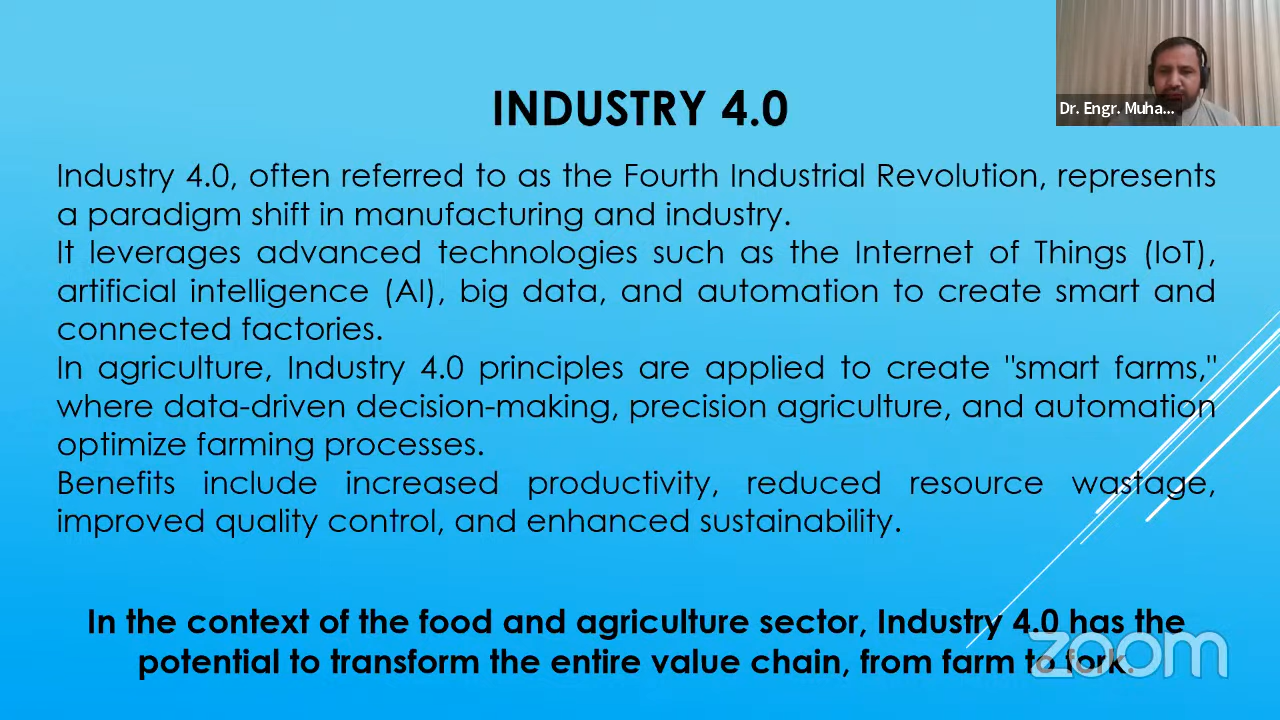 INDUSTRY 4.0
Dr. Engr. Muha...
Industry 4.0, often referred to as the Fourth Industrial Revolution, represents
a paradigm shift in manufacturing and industry.
It leverages advanced technologies such as the Internet of Things (IoT),
artificial intelligence (AI), big data, and automation to create smart and
connected factories.
In agriculture, Industry 4.0 principles are applied to create "smart farms,"
where data-driven decision-making, precision agriculture, and automation
optimize farming processes.
Benefits include increased productivity, reduced resource wastage,
improved quality control, and enhanced sustainability.
In the context of the food and agriculture sector, Industry 4.0 has the
potential to transform the entire value chain, from farm to fork.
zoom